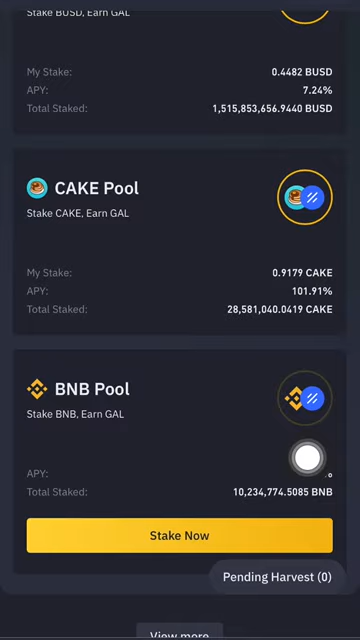 Stake BUSD, Earn GAL
My Stake: 0.4482 BUSD
APY: 7.24%
Total Staked: 1,515,853,656.9440 BUSD
CAKE Pool
Stake CAKE, Earn GAL
My Stake: 0.9179 CAKE
APY: 101.91%
Total Staked: 28,581,040.0419 CAKE
BNB Pool
Stake BNB, Earn GAL
APY:
Total Staked: 10,234,774.5085 BNB
Stake Now
Pending Harvest (0)
View more